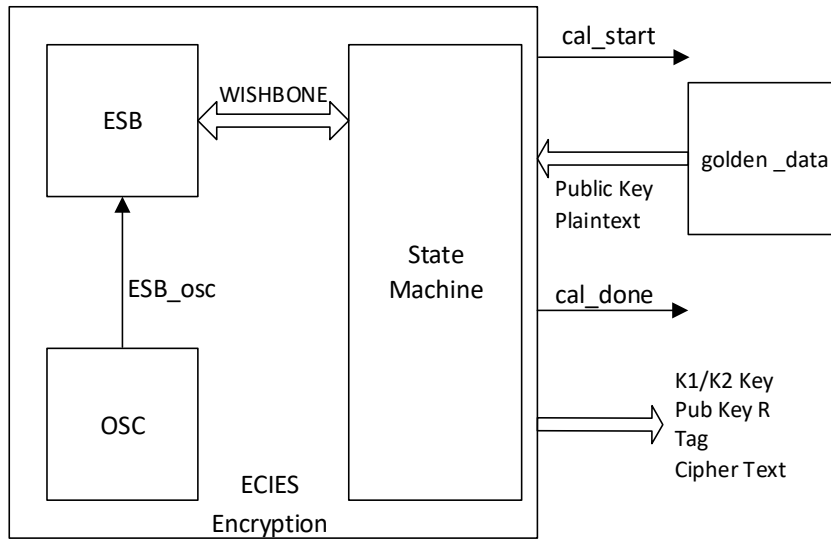 cal_start
WISHBONE
ESB
golden _data
Public Key
Plaintext
State
Machine
ESB_osc
cal_done
K1/K2 Key
Pub Key R
Tag
Cipher Text
OSC
ECIES
Encryption